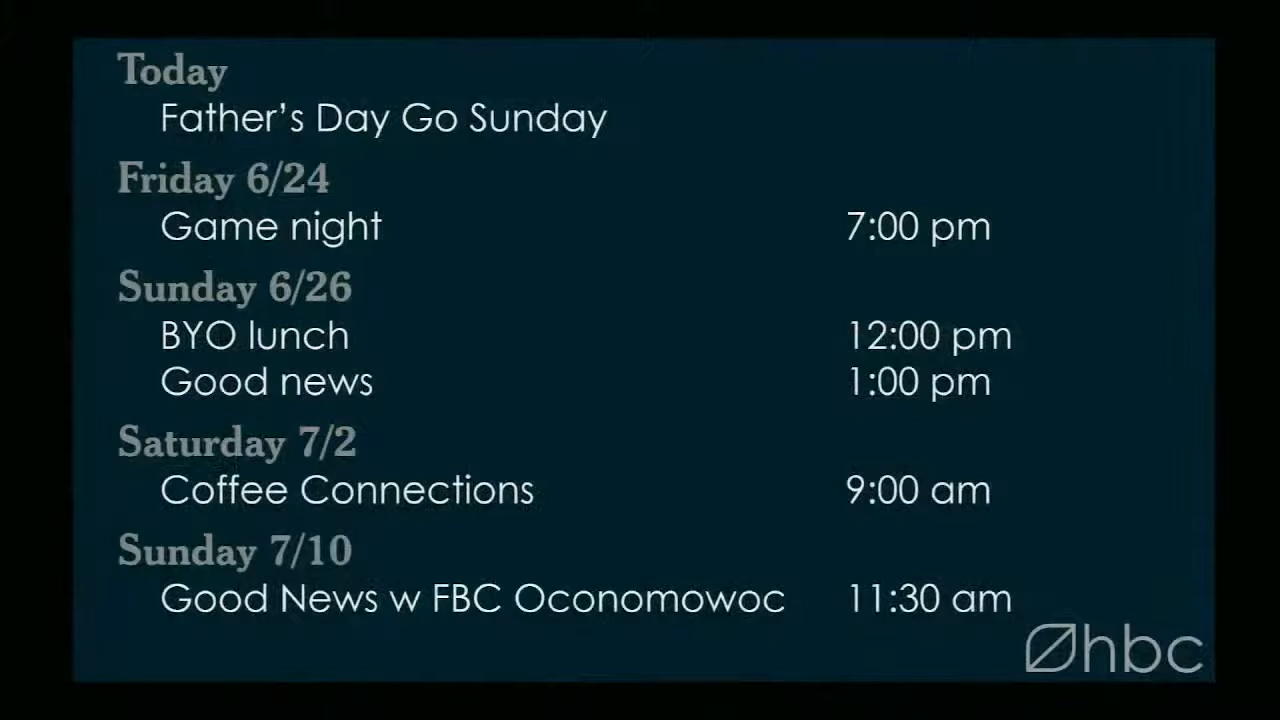 Today
Father's Day Go Sunday
Friday 6/24
Game night 7:00 pm
Sunday 6/26
BYO lunch 12:00 pm
Good news 1:00 pm
Saturday 7/2
Coffee Connections 9:00 am
Sunday 7/10
Good News w FBC Oconomowoc 11:30 am
hbc